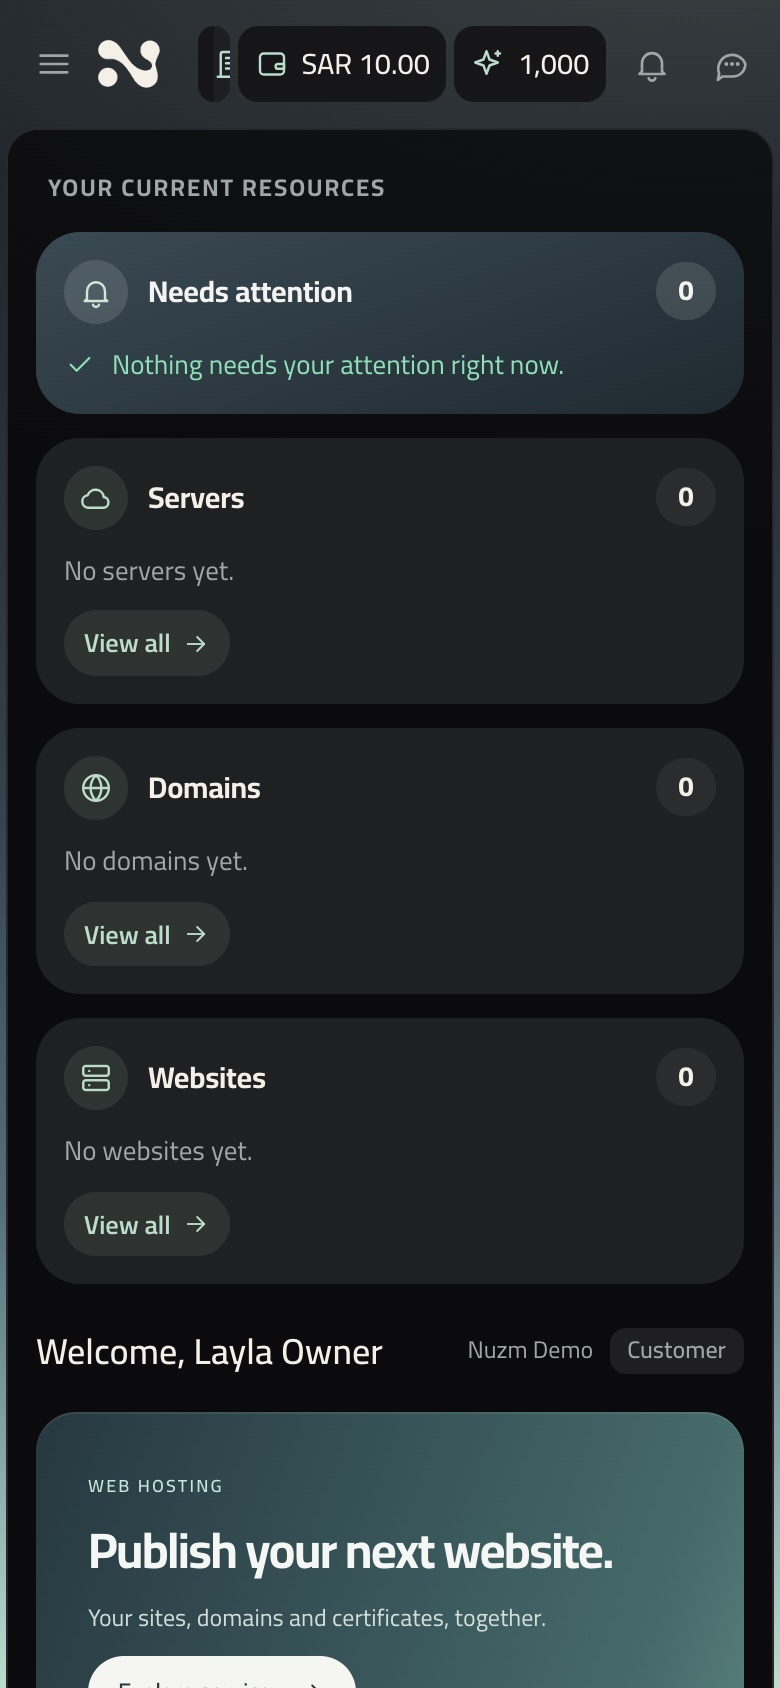 SAR 10.00
1,000
YOUR CURRENT RESOURCES
Needs attention
0
Nothing needs your attention right now.
Servers
0
No servers yet.
View all
Domains
0
No domains yet.
View all
Websites
0
No websites yet.
View all
Welcome, Layla Owner
Nuzm Demo
Customer
WEB HOSTING
Publish your next website.
Your sites, domains and certificates, together.